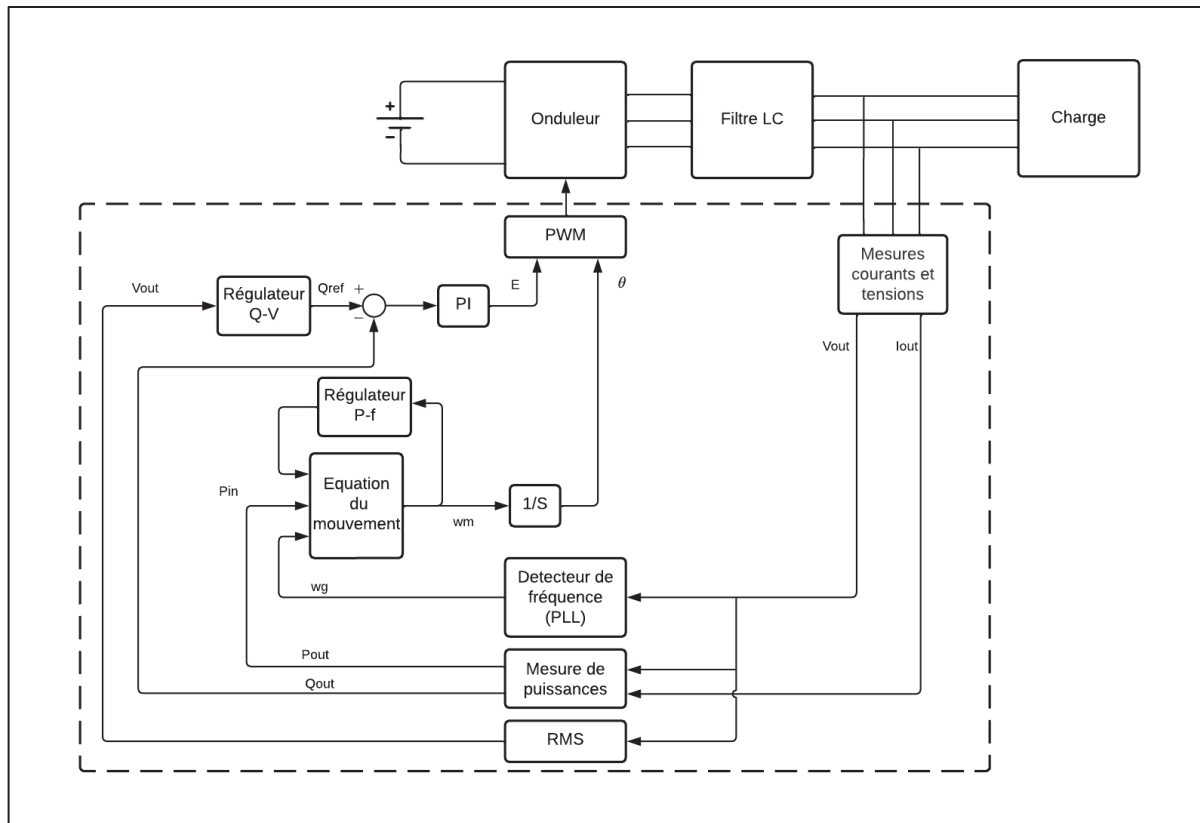 +
-
Onduleur
Filtre LC
Charge
PWM
Mesures
courants et
tensions
Vout
Régulateur
Q-V
Qref
+
−
PI
E
θ
Vout
Iout
Régulateur
P-f
Pin
Equation
du
mouvement
wm
1/S
wg
Detecteur de
fréquence
(PLL)
Pout
Qout
Mesure de
puissances
RMS